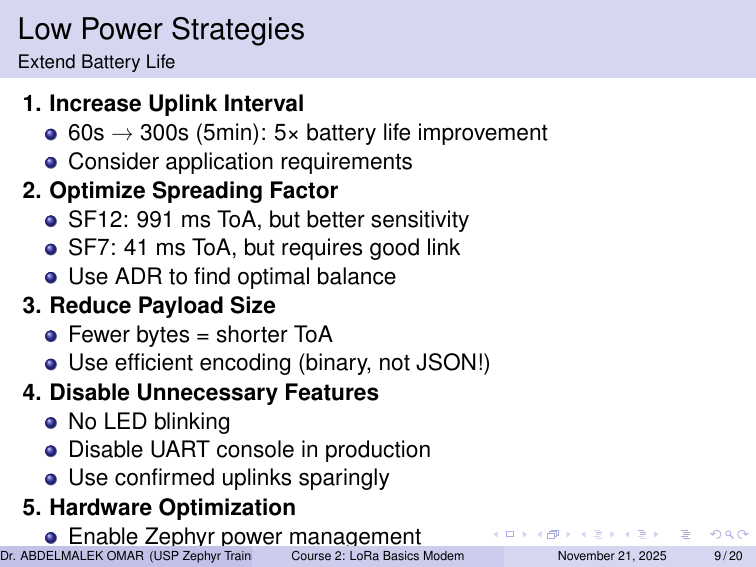 Low Power Strategies
Extend Battery Life
1. Increase Uplink Interval
60s → 300s (5min): 5× battery life improvement
Consider application requirements
2. Optimize Spreading Factor
SF12: 991 ms ToA, but better sensitivity
SF7: 41 ms ToA, but requires good link
Use ADR to find optimal balance
3. Reduce Payload Size
Fewer bytes = shorter ToA
Use efficient encoding (binary, not JSON!)
4. Disable Unnecessary Features
No LED blinking
Disable UART console in production
Use confirmed uplinks sparingly
5. Hardware Optimization
Enable Zephyr power management
Dr. ABDELMALEK OMAR (USP Zephyr Train Course 2: LoRa Basics Modem November 21, 2025 9 / 20